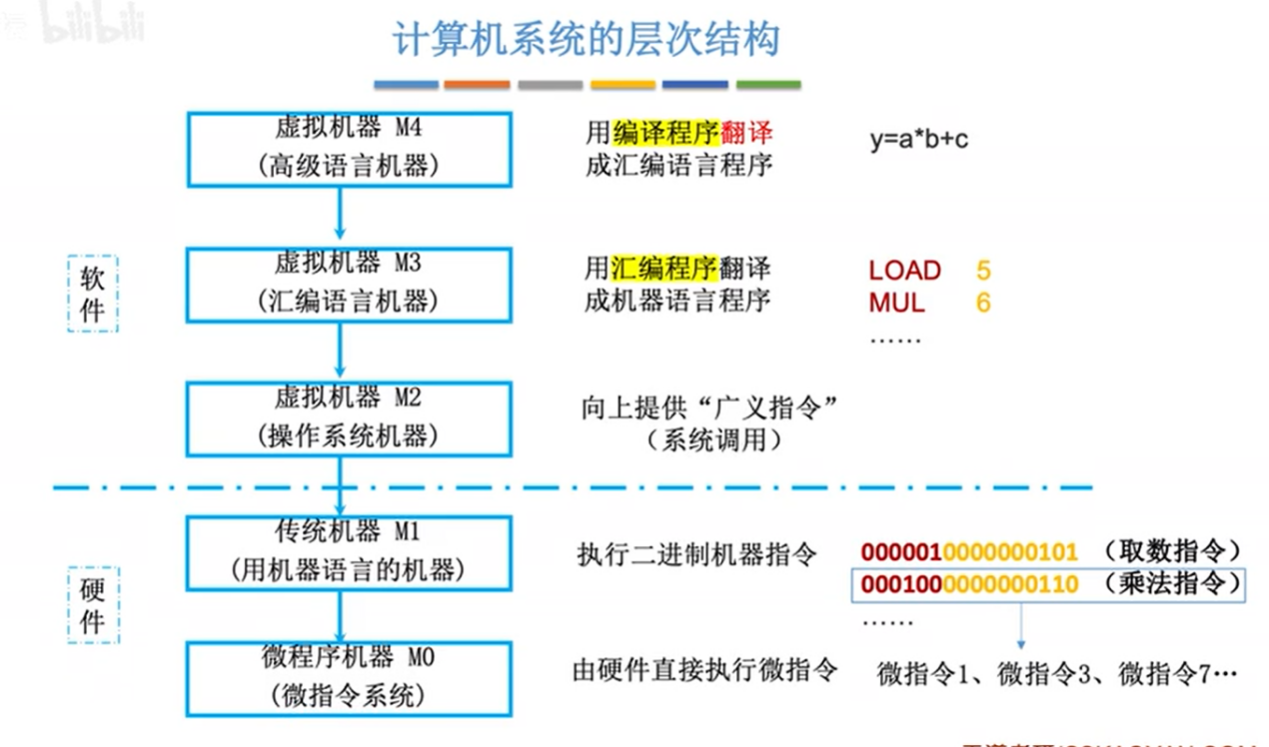 bilibili
计算机系统的层次结构
虚拟机器 M4
(高级语言机器)
用编译程序翻译
成汇编语言程序
y=a*b+c
软
件
虚拟机器 M3
(汇编语言机器)
用汇编程序翻译
成机器语言程序
LOAD 5
MUL 6
......
虚拟机器 M2
(操作系统机器)
向上提供“广义指令”
（系统调用）
硬
件
传统机器 M1
(用机器语言的机器)
执行二进制机器指令
0000010000000101 （取数指令）
0001000000000110 （乘法指令）
......
微程序机器 M0
(微指令系统)
由硬件直接执行微指令
微指令1、微指令3、微指令7…